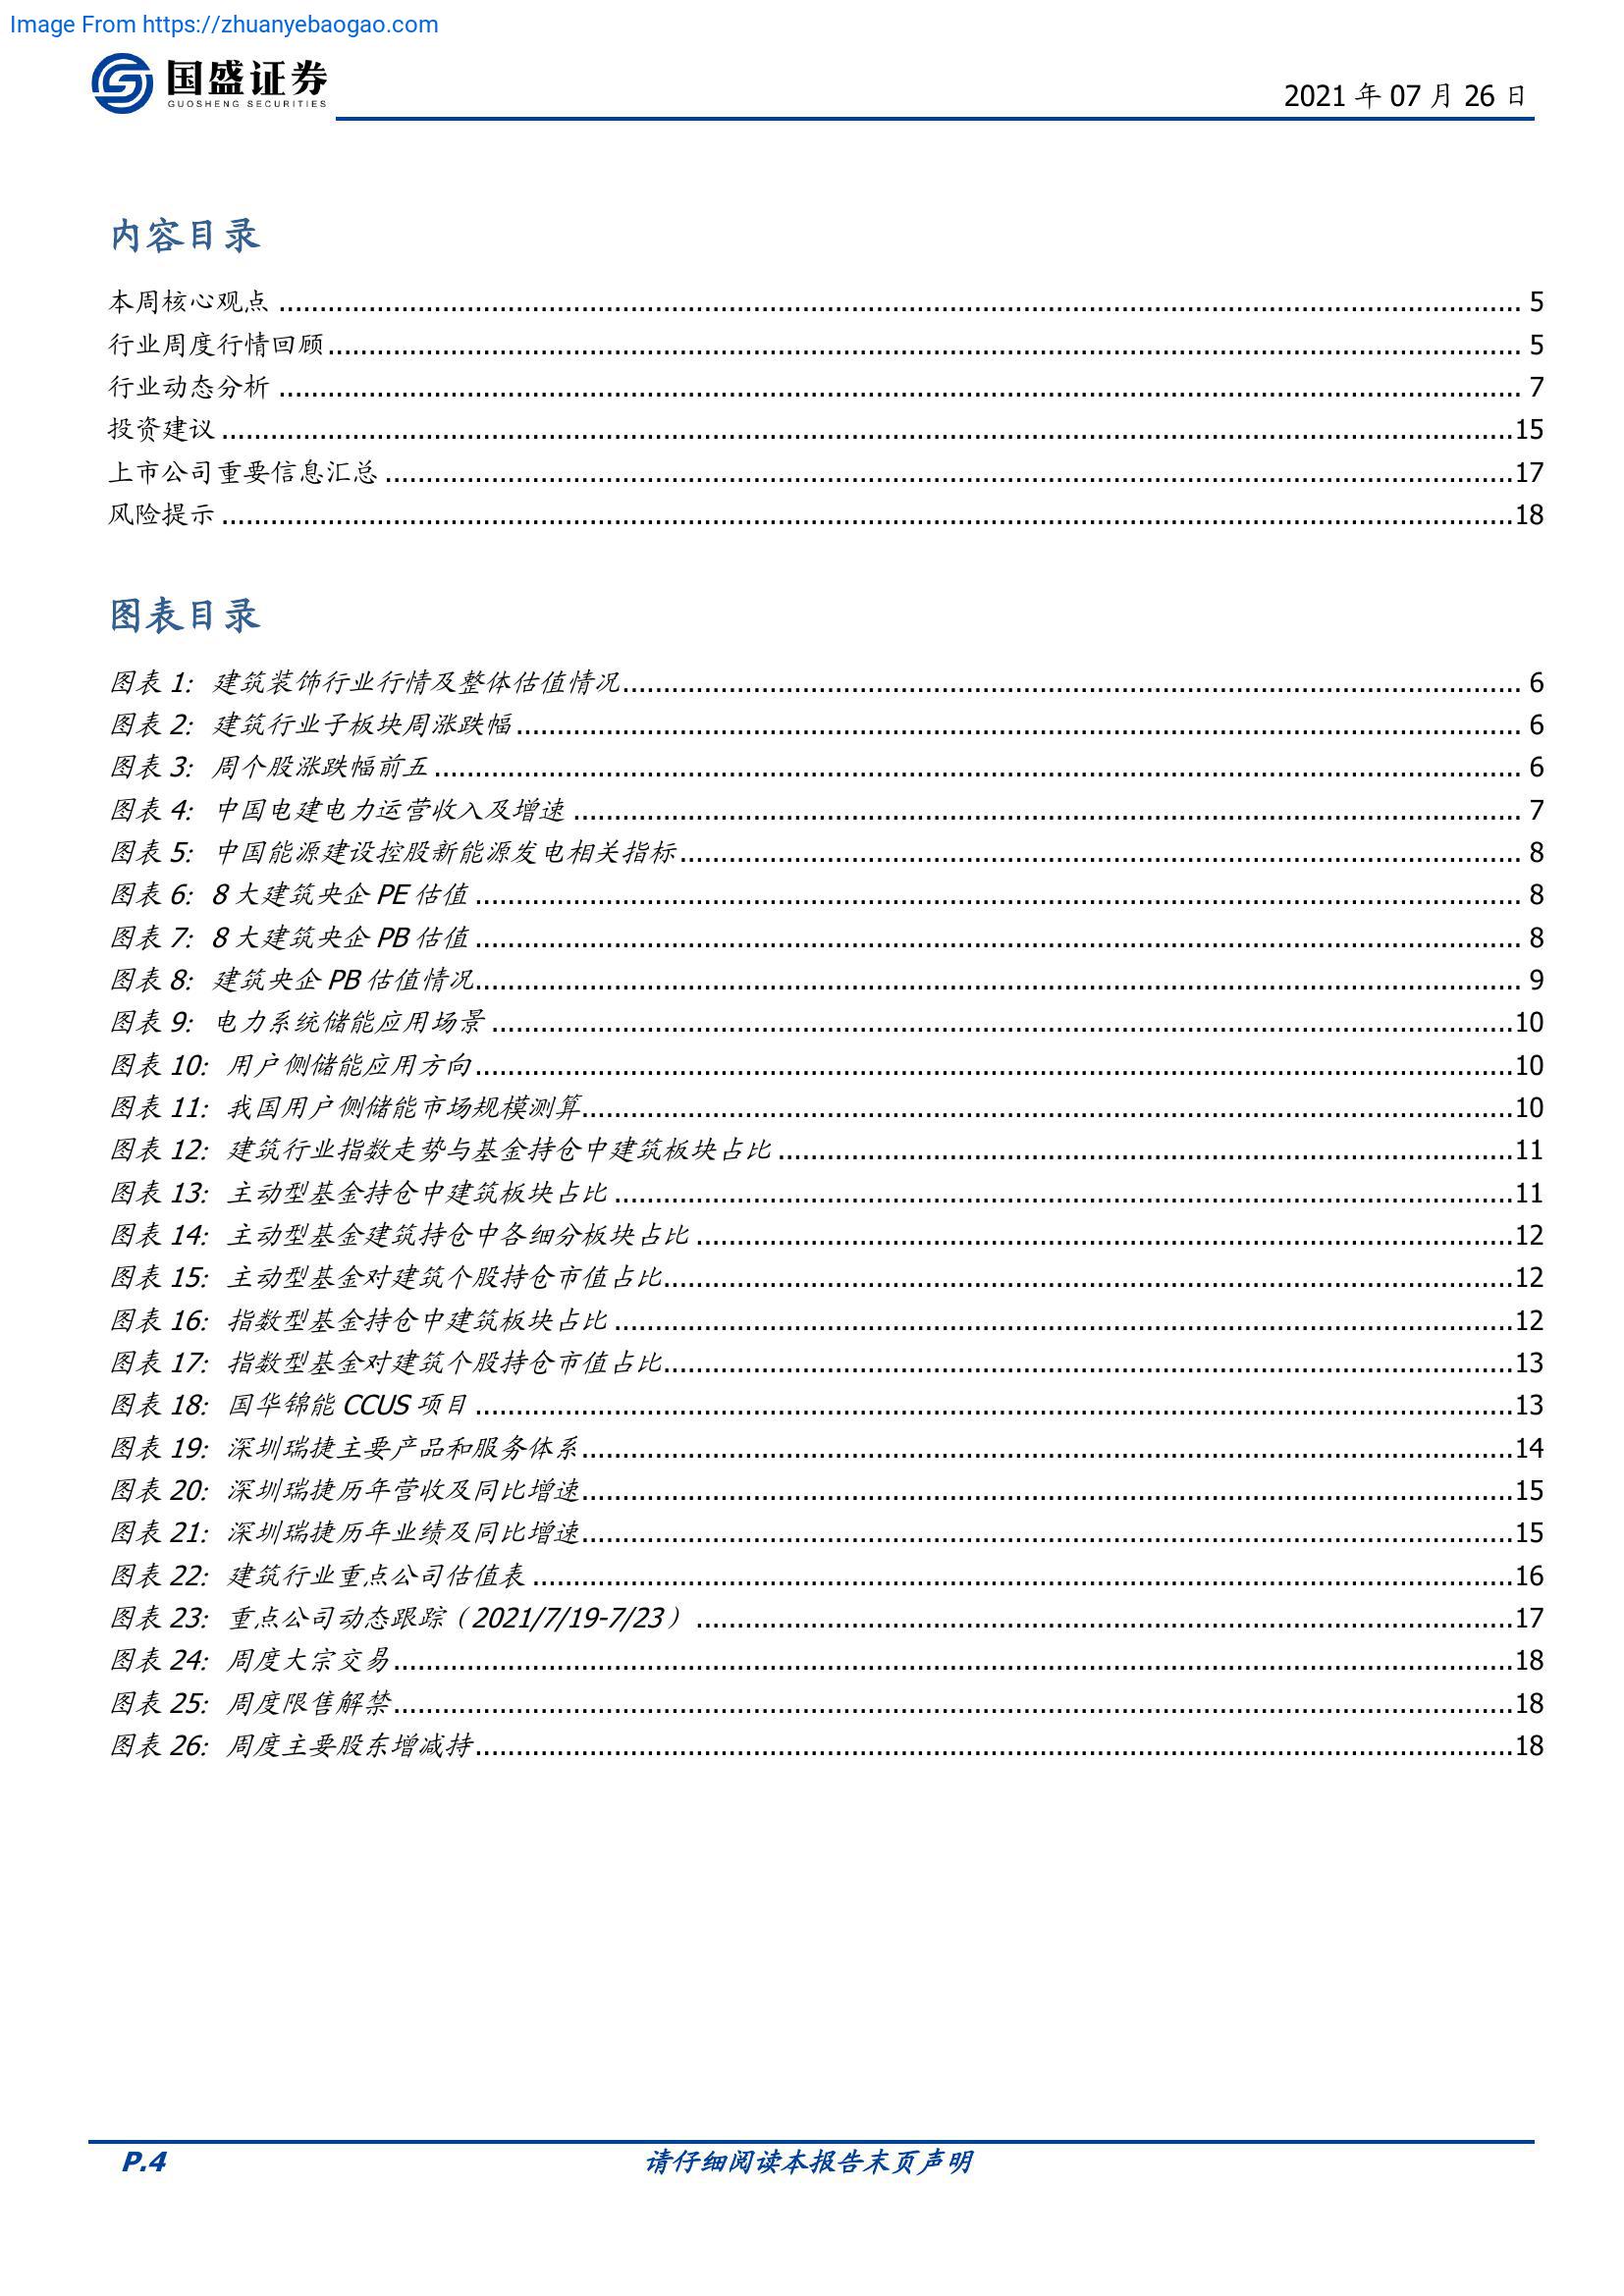 Image From https://zhuanyebaogao.com
国盛证券
GUOSHENG SECURITIES
2021 年 07 月 26 日
内容目录
本周核心观点 ........ 5
行业周度行情回顾 ........ 5
行业动态分析 ........ 7
投资建议 ........ 15
上市公司重要信息汇总 ........ 17
风险提示 ........ 18
图表目录
图表 1: 建筑装饰行业行情及整体估值情况 ........ 6
图表 2: 建筑行业子板块周涨跌幅 ........ 6
图表 3: 周个股涨跌幅前五 ........ 6
图表 4: 中国电建电力运营收入及增速 ........ 7
图表 5: 中国能源建设控股新能源发电相关指标 ........ 8
图表 6: 8 大建筑央企 PE 估值 ........ 8
图表 7: 8 大建筑央企 PB 估值 ........ 8
图表 8: 建筑央企 PB 估值情况 ........ 9
图表 9: 电力系统储能应用场景 ........ 10
图表 10: 用户侧储能应用方向 ........ 10
图表 11: 我国用户侧储能市场规模测算 ........ 10
图表 12: 建筑行业指数走势与基金持仓中建筑板块占比 ........ 11
图表 13: 主动型基金持仓中建筑板块占比 ........ 11
图表 14: 主动型基金建筑持仓中各细分板块占比 ........ 12
图表 15: 主动型基金对建筑个股持仓市值占比 ........ 12
图表 16: 指数型基金持仓中建筑板块占比 ........ 12
图表 17: 指数型基金对建筑个股持仓市值占比 ........ 13
图表 18: 国华锦能 CCUS 项目 ........ 13
图表 19: 深圳瑞捷主要产品和服务体系 ........ 14
图表 20: 深圳瑞捷历年营收及同比增速 ........ 15
图表 21: 深圳瑞捷历年业绩及同比增速 ........ 15
图表 22: 建筑行业重点公司估值表 ........ 16
图表 23: 重点公司动态跟踪（2021/7/19-7/23） ........ 17
图表 24: 周度大宗交易 ........ 18
图表 25: 周度限售解禁 ........ 18
图表 26: 周度主要股东增减持 ........ 18
P.4
请仔细阅读本报告末页声明